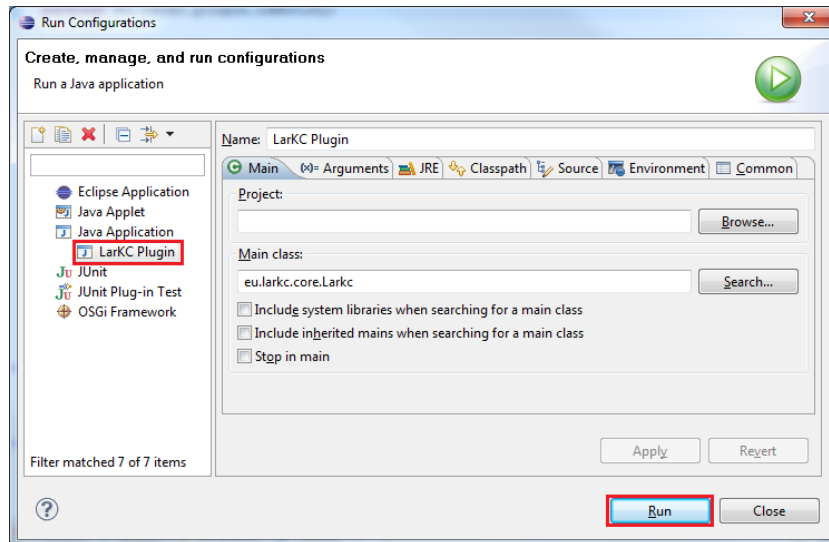 Run Configurations
Create, manage, and run configurations
Run a Java application
Name: LarKC Plugin
Main (x)= Arguments JRE Classpath Source Environment Common
Eclipse Application
Java Applet
Java Application
LarKC Plugin
Ju JUnit
Jü JUnit Plug-in Test
OSGi Framework
Filter matched 7 of 7 items
Project:
Browse...
Main class:
eu.larkc.core.Larkc
Search...
Include system libraries when searching for a main class
Include inherited mains when searching for a main class
Stop in main
Apply Revert
Run Close